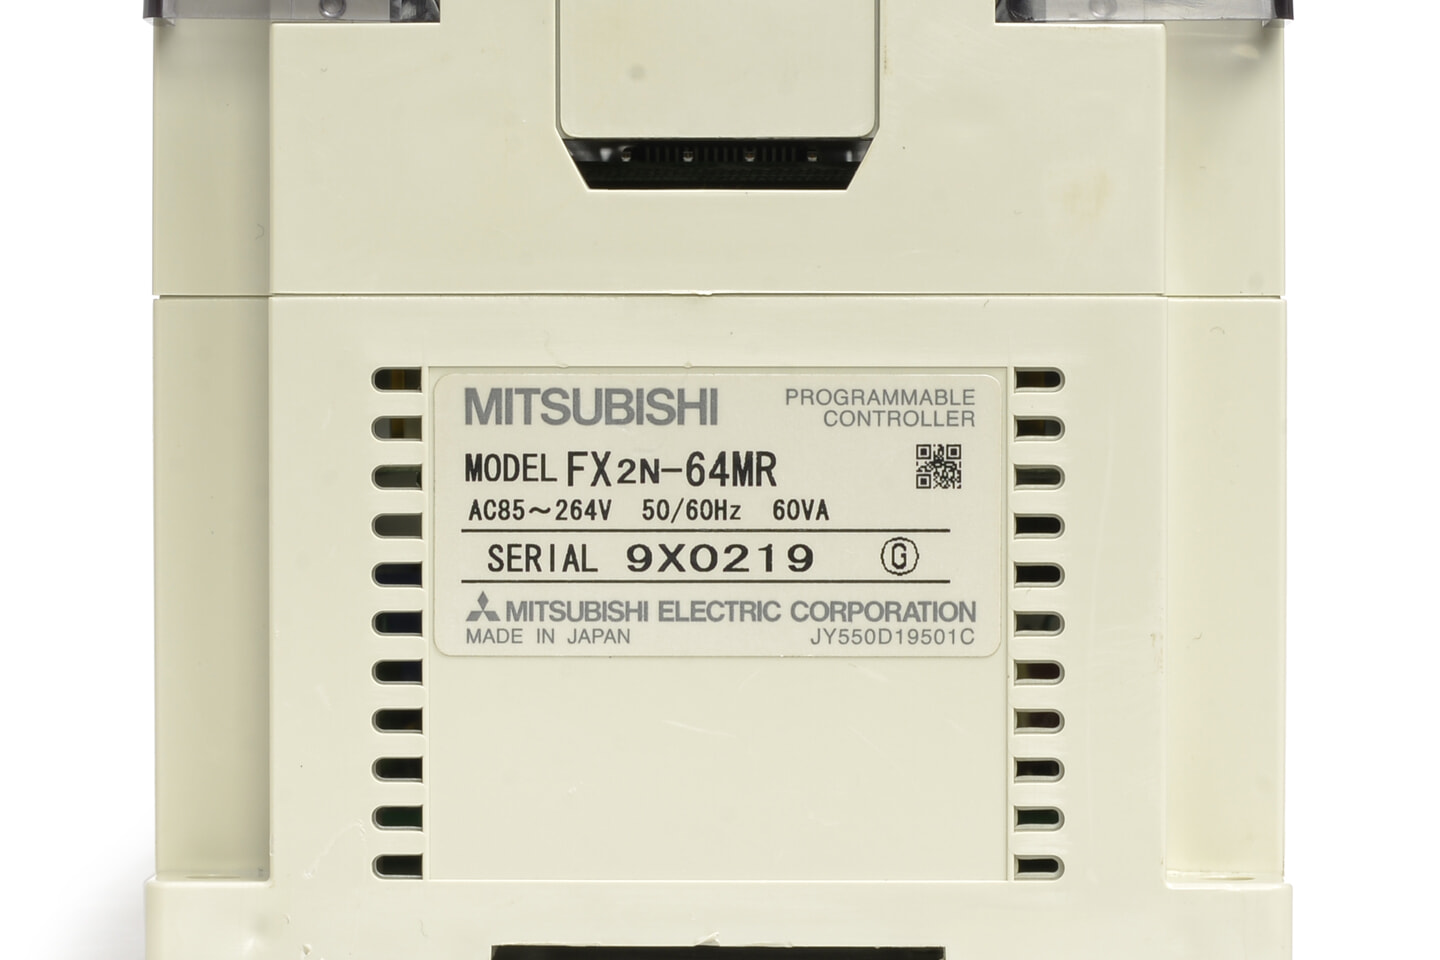 MITSUBISHI
PROGRAMMABLE
CONTROLLER
MODEL FX2N-64MR
AC85～264V 50/60Hz 60VA
SERIAL 9X0219 G
MITSUBISHI ELECTRIC CORPORATION
MADE IN JAPAN JY550D19501C